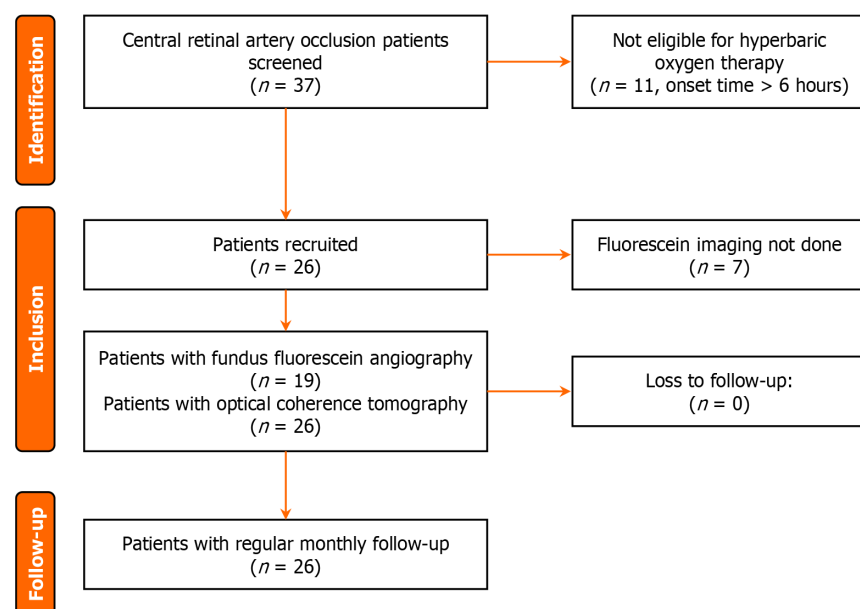 Identification
Central retinal artery occlusion patients
screened
(n = 37)
Not eligible for hyperbaric
oxygen therapy
(n = 11, onset time > 6 hours)
Inclusion
Patients recruited
(n = 26)
Fluorescein imaging not done
(n = 7)
Patients with fundus fluorescein angiography
(n = 19)
Patients with optical coherence tomography
(n = 26)
Loss to follow-up:
(n = 0)
Follow-up
Patients with regular monthly follow-up
(n = 26)